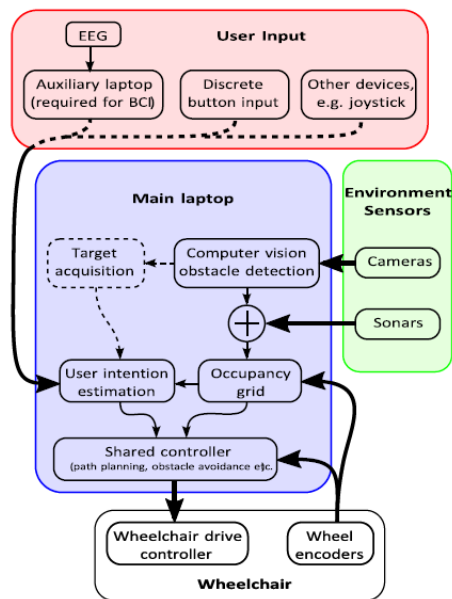 EEG
User Input
Auxiliary laptop
(required for BCI)
Discrete
button input
Other devices,
e.g. joystick
Main laptop
Environment
Sensors
Target
acquisition
Computer vision
obstacle detection
Cameras
Sonars
User intention
estimation
Occupancy
grid
Shared controller
(path planning, obstacle avoidance etc.
Wheelchair drive
controller
Wheel
encoders
Wheelchair